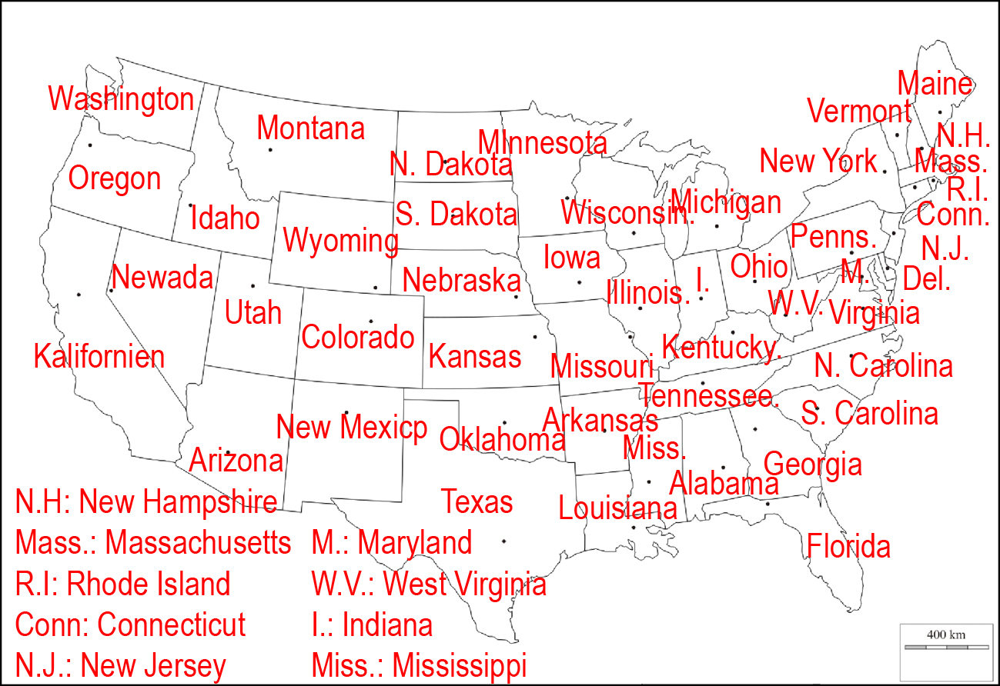 Maine
Washington
Vermont
Montana
N.H.
MInnesota
New York
Mass.
N. Dakota
Oregon
R.I.
Michigan
Wisconsin.
S. Dakota
Conn.
Idaho
Penns.
Wyoming
N.J.
Iowa
Ohio
M.
Newada
Nebraska
I.
Del.
Illinois.
W.V.
Utah
Virginia
Colorado
Kentucky.
Kalifornien
Kansas
Missouri
N. Carolina
Tennessee.
S. Carolina
Arkansas
New Mexicp
Oklahoma
Miss.
Arizona
Georgia
Alabama
Texas
Louisiana
Florida
N.H: New Hampshire
Mass.: Massachusetts
R.I: Rhode Island
Conn: Connecticut
N.J.: New Jersey
M.: Maryland
W.V.: West Virginia
I.: Indiana
Miss.: Mississippi
400 km